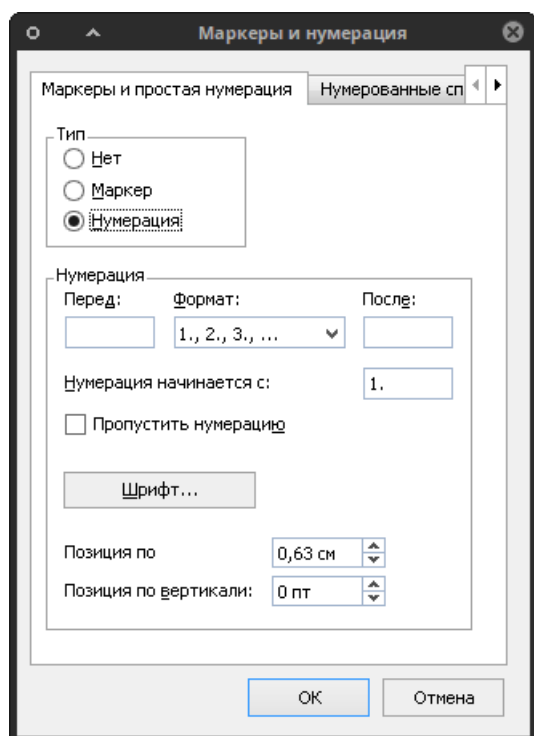 Маркеры и нумерация
Маркеры и простая нумерация Нумерованные сп
Тип
Нет
Маркер
Нумерация
Нумерация
Перед: Формат: После:
1., 2., 3., ...
Нумерация начинается с: 1.
Пропустить нумерацию
Шрифт...
Позиция по 0,63 см
Позиция по вертикали: 0 пт
ОК Отмена